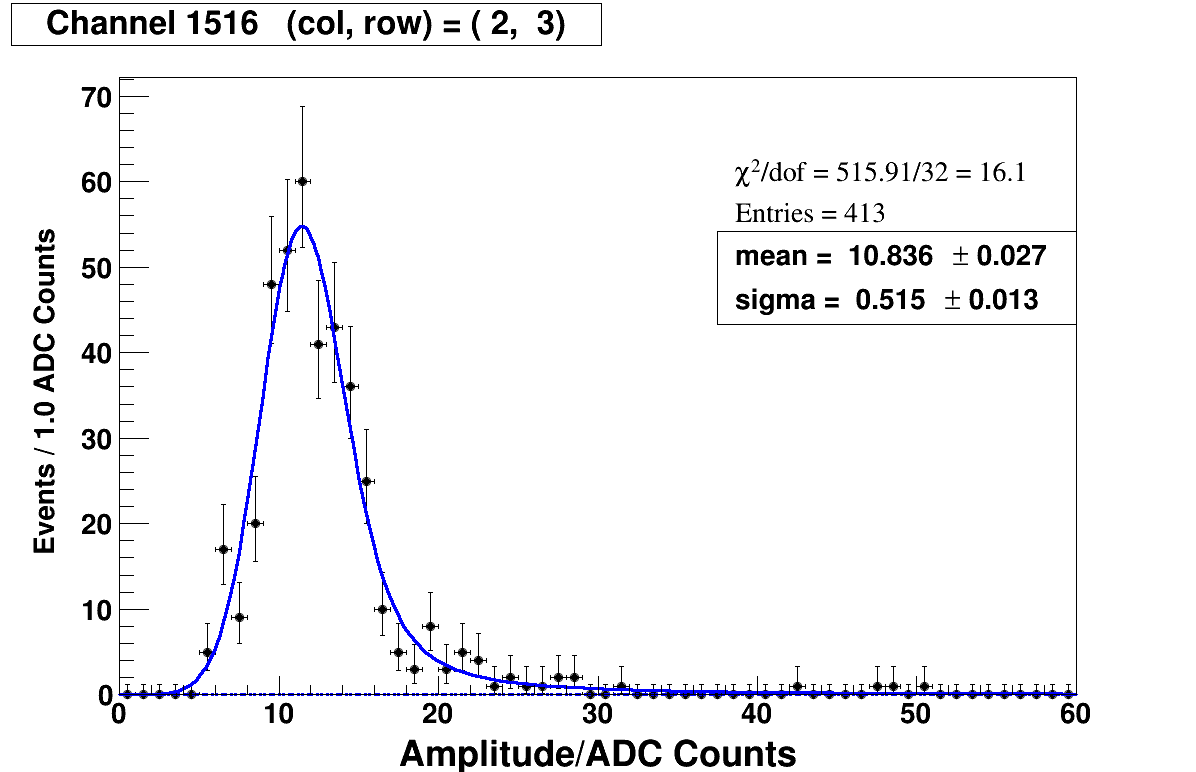 Channel 1516 (col, row) = ( 2, 3)
70
60
50
40
30
20
10
0
Events / 1.0 ADC Counts
χ²/dof = 515.91/32 = 16.1
Entries = 413
mean = 10.836 ± 0.027
sigma = 0.515 ± 0.013
0 10 20 30 40 50 60
Amplitude/ADC Counts